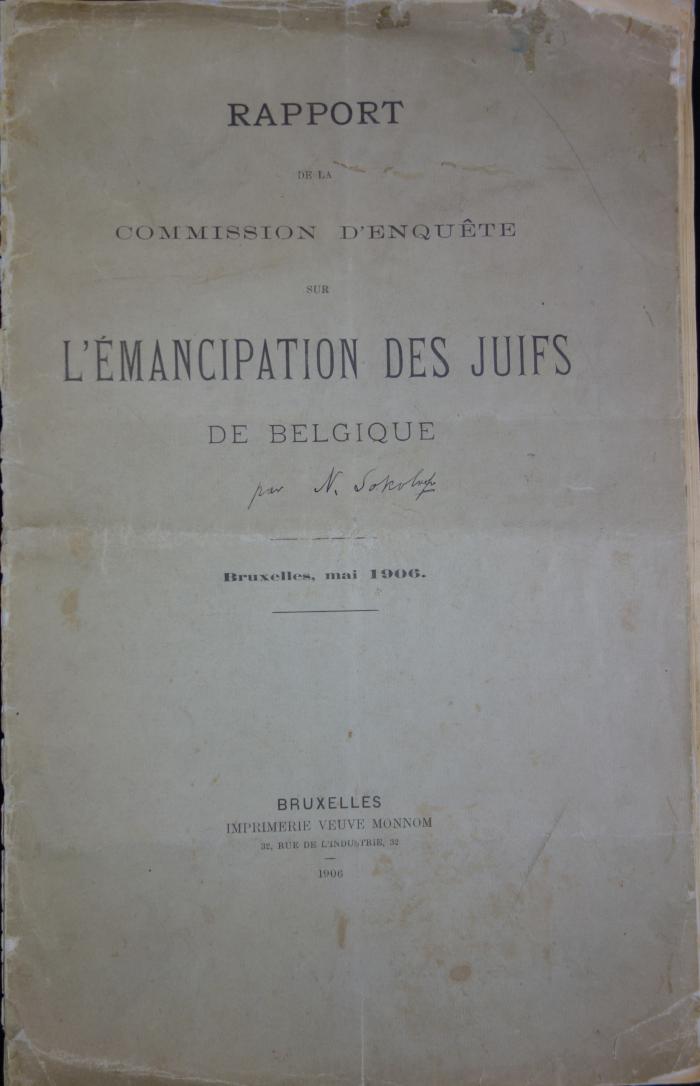 RAPPORT
DE LA
COMMISSION D'ENQUÊTE
SUR
L'ÉMANCIPATION DES JUIFS
DE BELGIQUE
par N. Sokolow
Bruxelles, mai 1906.
BRUXELLES
IMPRIMERIE VEUVE MONNOM
32, RUE DE L'INDUSTRIE, 32
1906